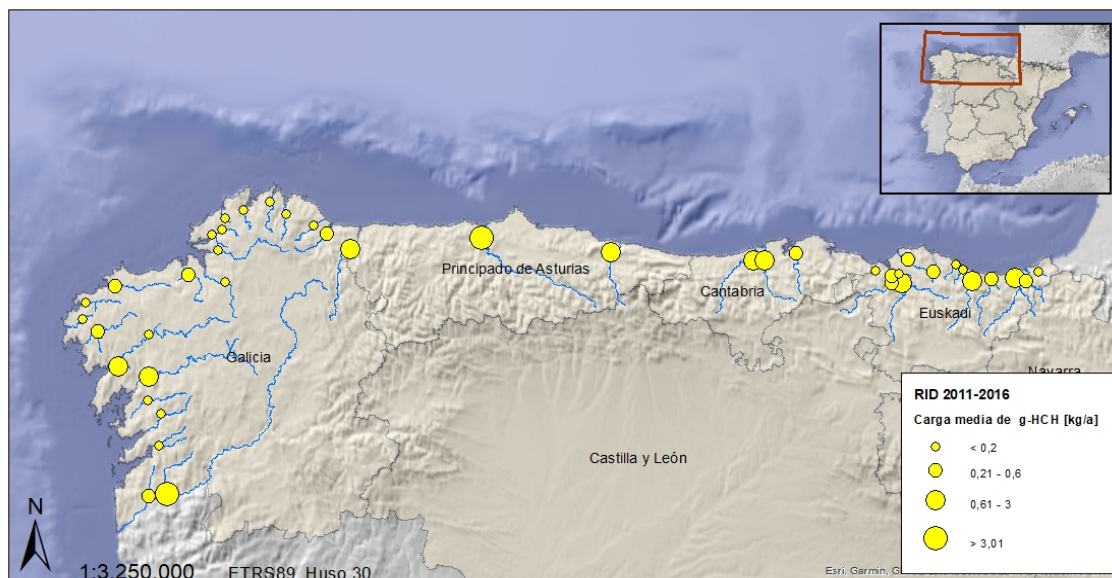 Principado de Asturias
Cantabria
Euskadi
Galicia
Navarra
Castilla y León
RID 2011-2016
Carga media de g-HCH [kg/a]
< 0,2
0,21 - 0,6
0,61 - 3
> 3,01
N
1:3.250.000
ETRS89 Huso 30
Esri, Garmin,